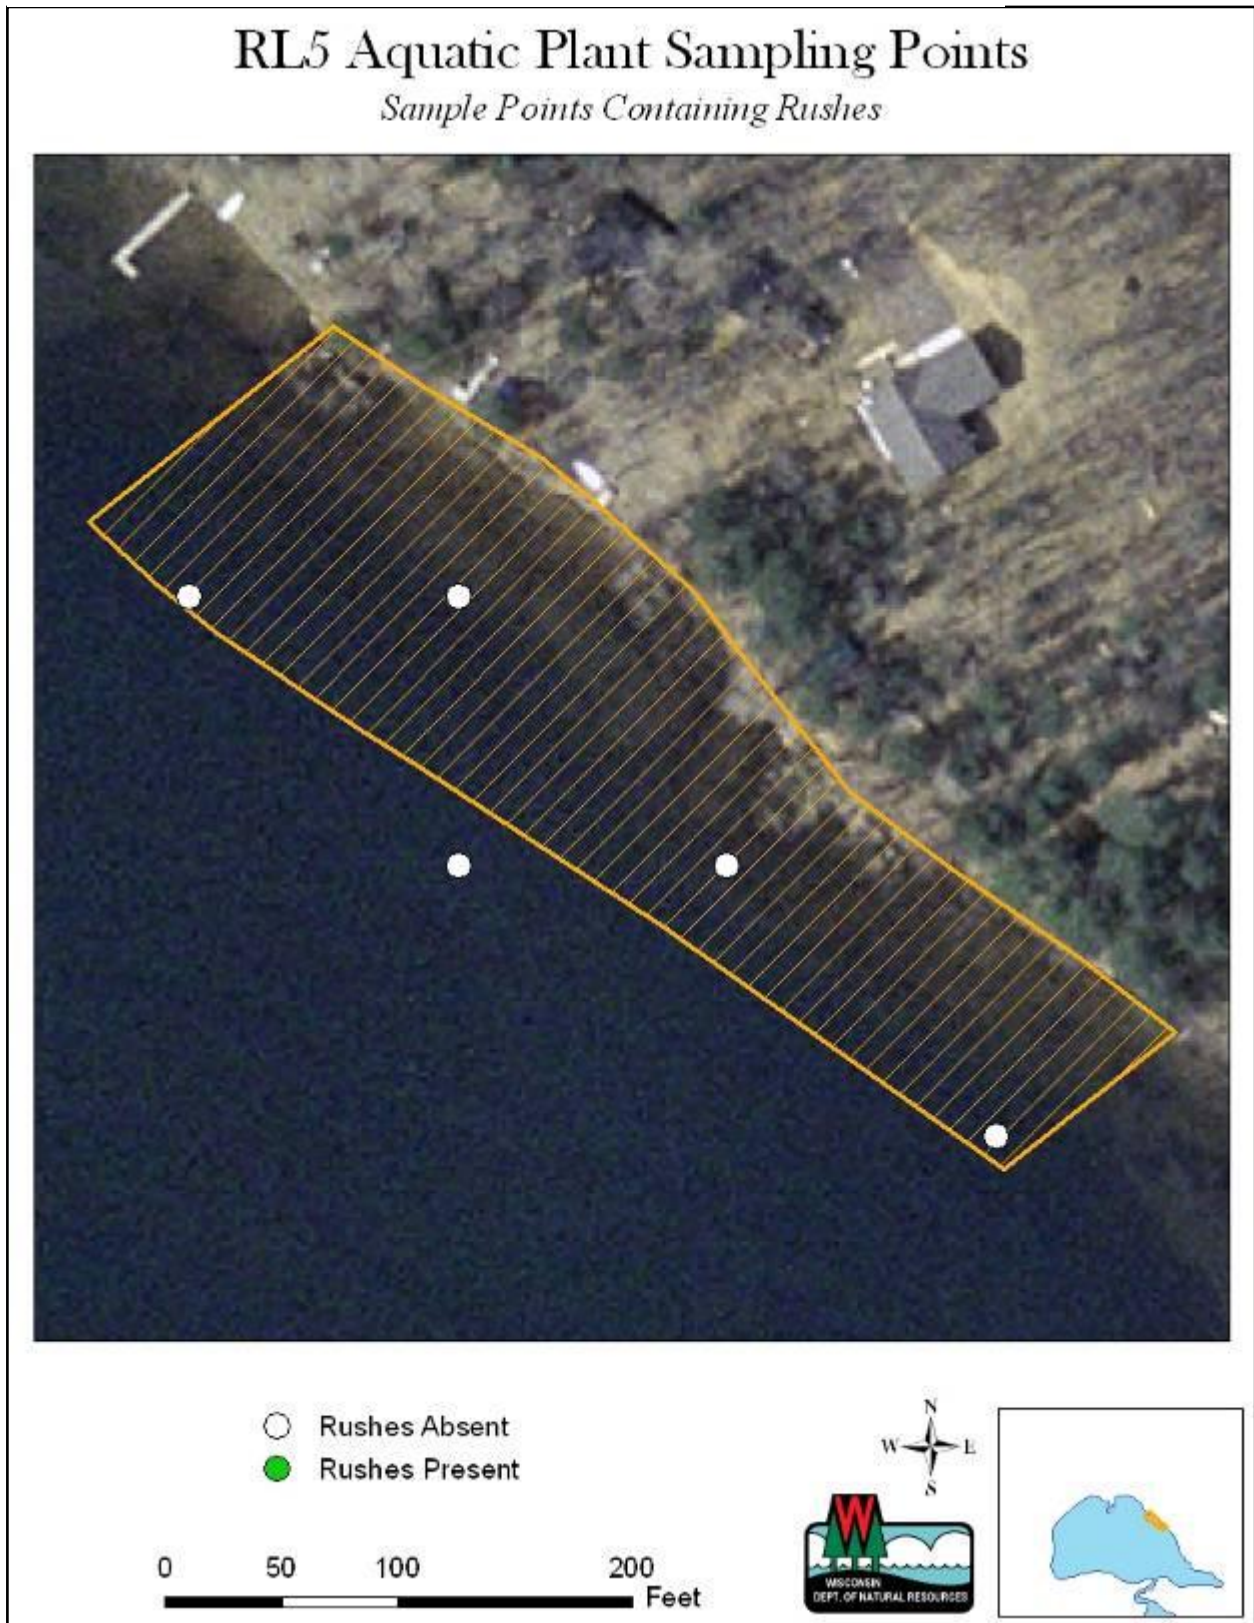 RL5 Aquatic Plant Sampling Points
Sample Points Containing Rushes
Rushes Absent
Rushes Present
N
W E
S
0 50 100 200
Feet
W
WISCONSIN
DEPT. OF NATURAL RESOURCES